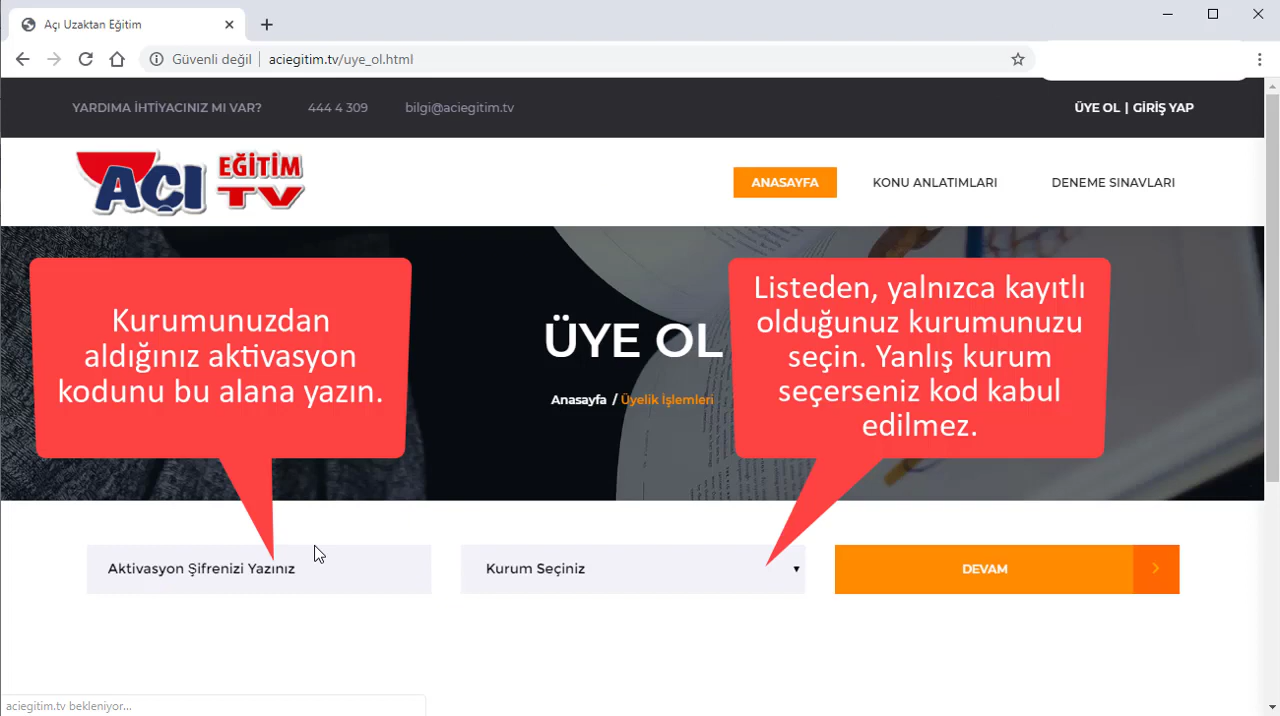 Açı Uzaktan Eğitim
Güvenli değil
aciegitim.tv/uye_ol.html
YARDIMA İHTİYACINIZ MI VAR?
444 4 309
bilgi@aciegitim.tv
ÜYE OL | GİRİŞ YAP
AÇI EĞİTİM TV
ANASAYFA
KONU ANLATIMLARI
DENEME SINAVLARI
Kurumunuzdan
aldığınız aktivasyon
kodunu bu alana yazın.
ÜYE OL
Anasayfa / Üyelik İşlemleri
Listeden, yalnızca kayıtlı
olduğunuz kurumunuzu
seçin. Yanlış kurum
seçerseniz kod kabul
edilmez.
Aktivasyon Şifrenizi Yazınız
Kurum Seçiniz
DEVAM
aciegitim.tv bekleniyor...